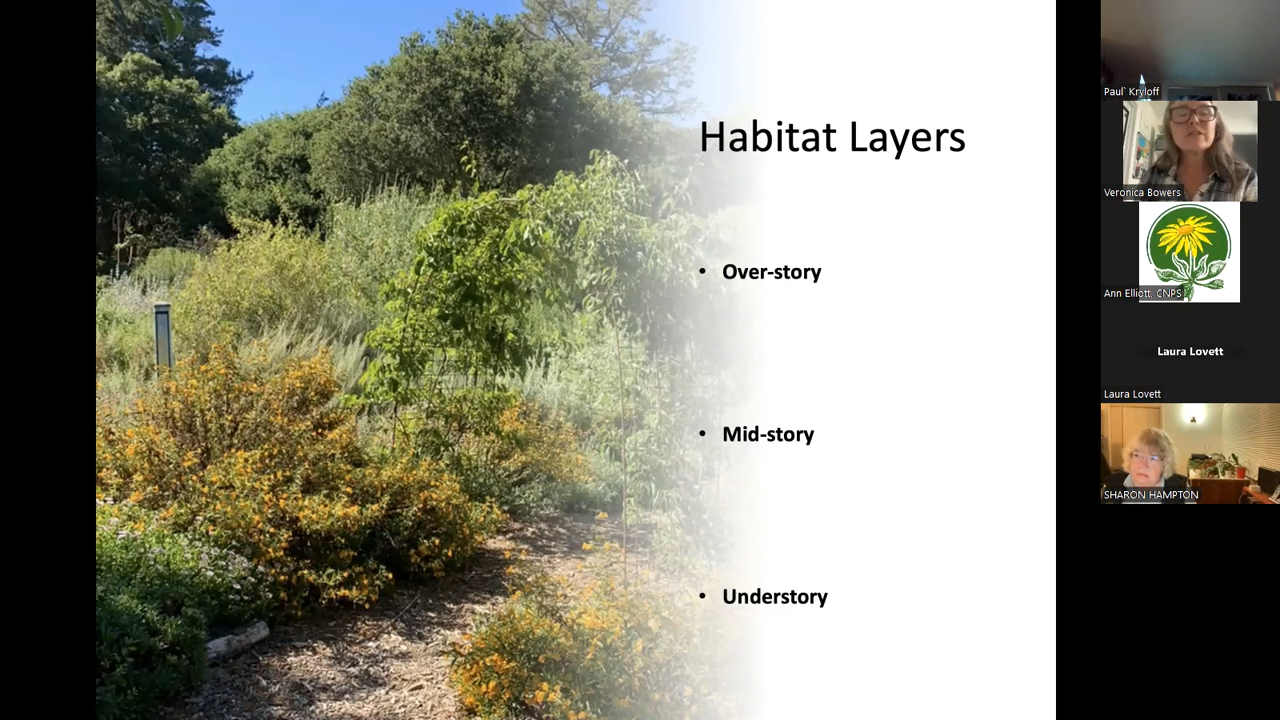 Habitat Layers
• Over-story
• Mid-story
• Understory
Paul` Kryloff
Veronica Bowers
Ann Elliott, CNPS
Laura Lovett
Laura Lovett
SHARON HAMPTON